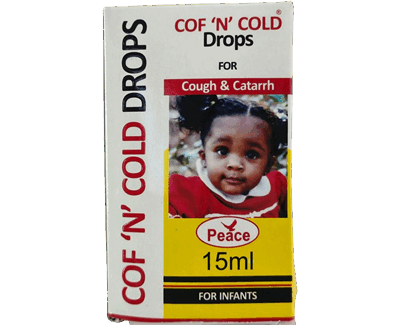 COF 'N' COLD DROPS
COF 'N' COLD®
Drops
FOR
Cough & Catarrh
Peace
15ml
FOR INFANTS